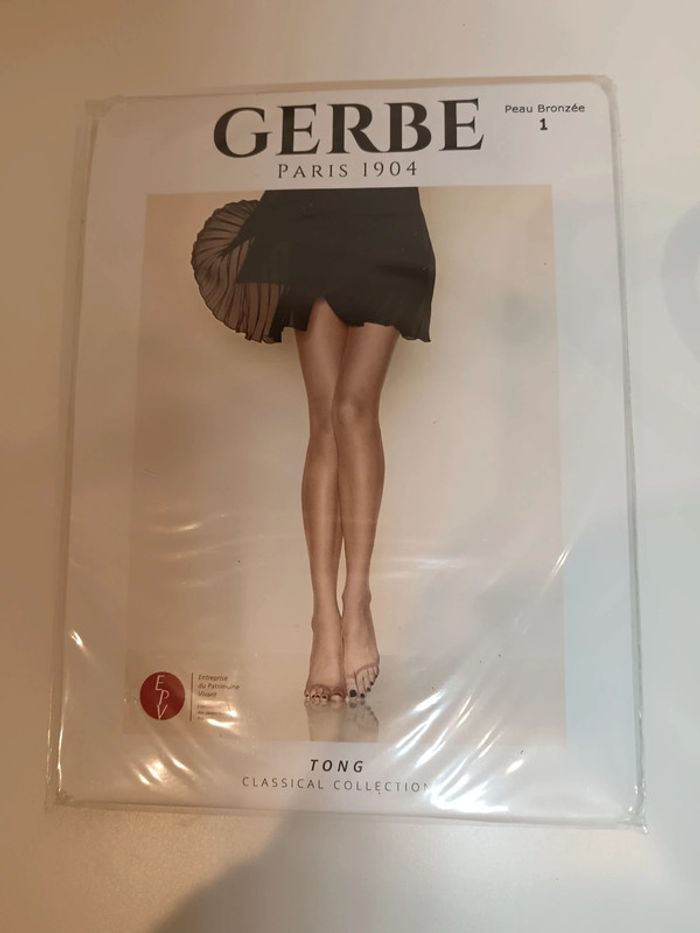 GERBE
PARIS 1904
Peau Bronzée
1
EPV
Entreprise
du Patrimoine
Vivant
TONG
CLASSICAL COLLECTION